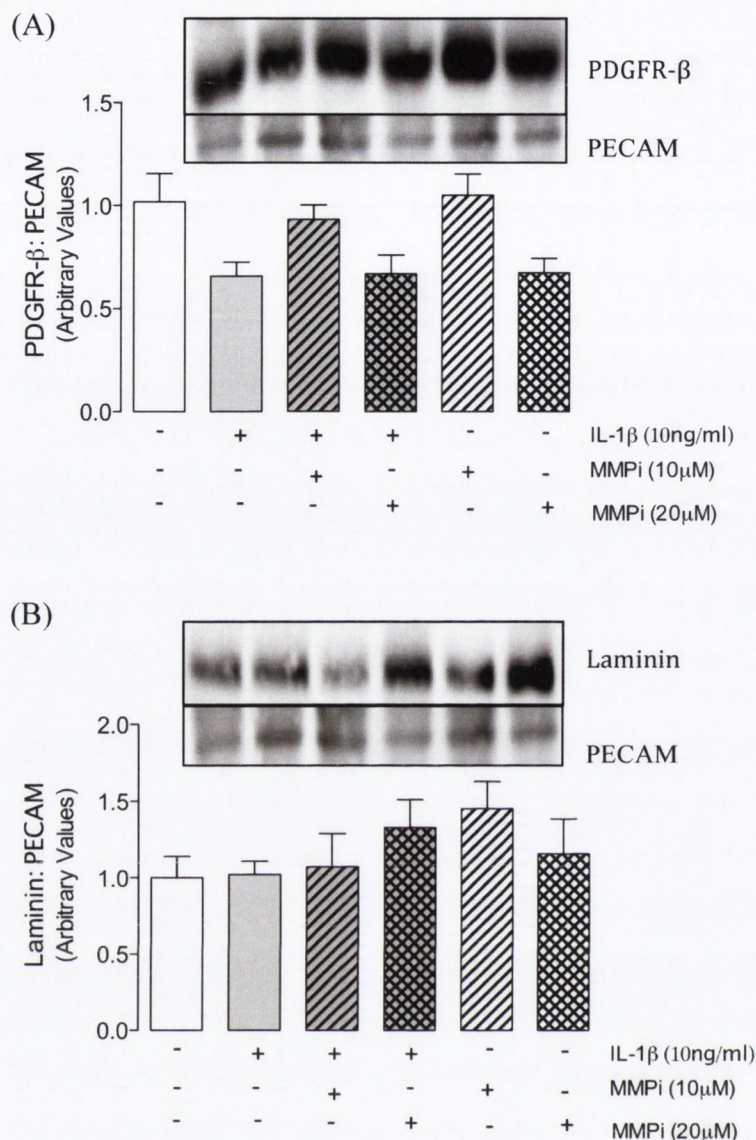 (A)
PDGFR-β
PECAM
PDGFR-β: PECAM
(Arbitrary Values)
1.5
1.0
0.5
0.0
- + + + - - IL-1β (10ng/ml)
- - + - + - MMPi (10μM)
- - - + - + MMPi (20μM)
(B)
Laminin
PECAM
Laminin: PECAM
(Arbitrary Values)
2.0
1.5
1.0
0.5
0.0
- + + + - - IL-1β (10ng/ml)
- - + - + - MMPi (10μM)
- - - + - + MMPi (20μM)